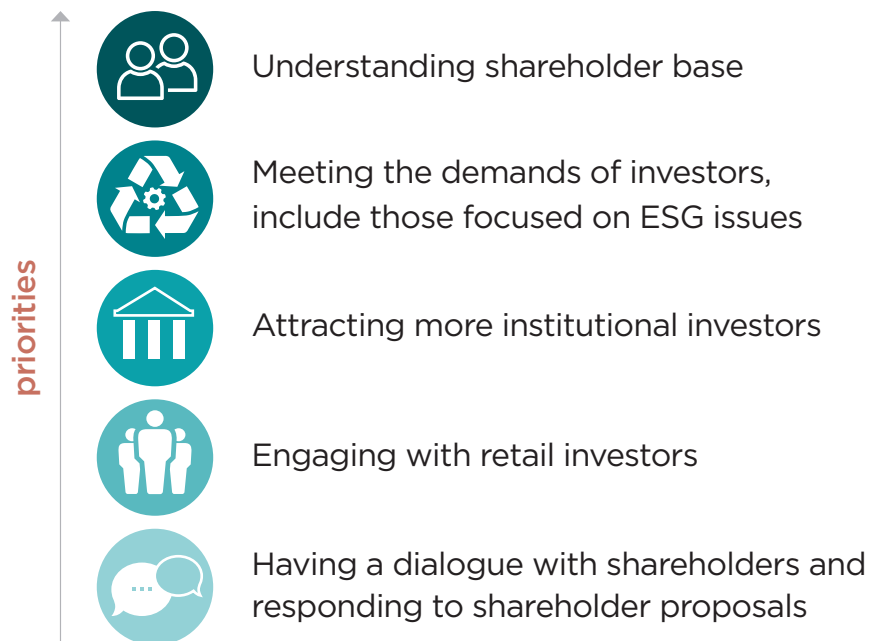 Understanding shareholder base
Meeting the demands of investors,
include those focused on ESG issues
Attracting more institutional investors
Engaging with retail investors
Having a dialogue with shareholders and
responding to shareholder proposals
priorities